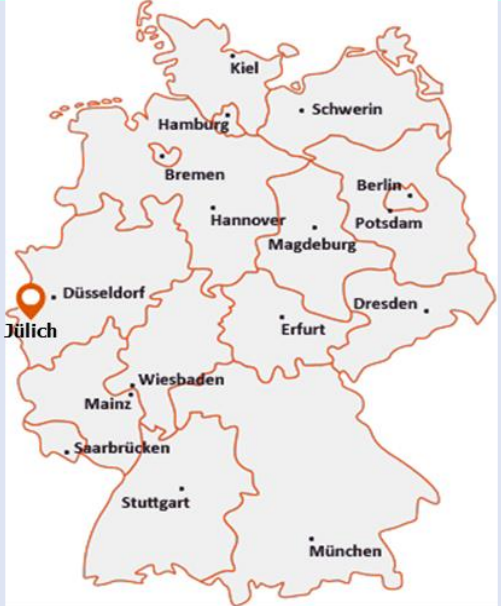 Kiel
Schwerin
Hamburg
Bremen
Berlin
Hannover
Potsdam
Magdeburg
Düsseldorf
Dresden
Jülich
Erfurt
Wiesbaden
Mainz
Saarbrücken
Stuttgart
München